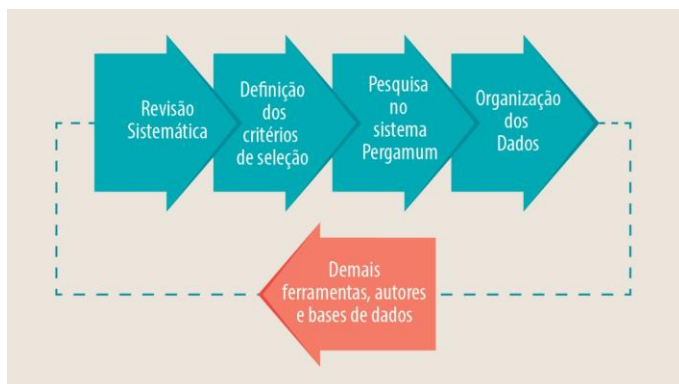 Revisão
Sistemática
Definição
dos
critérios
de seleção
Pesquisa
no
sistema
Pergamum
Organização
dos
Dados
Demais
ferramentas, autores
e bases de dados